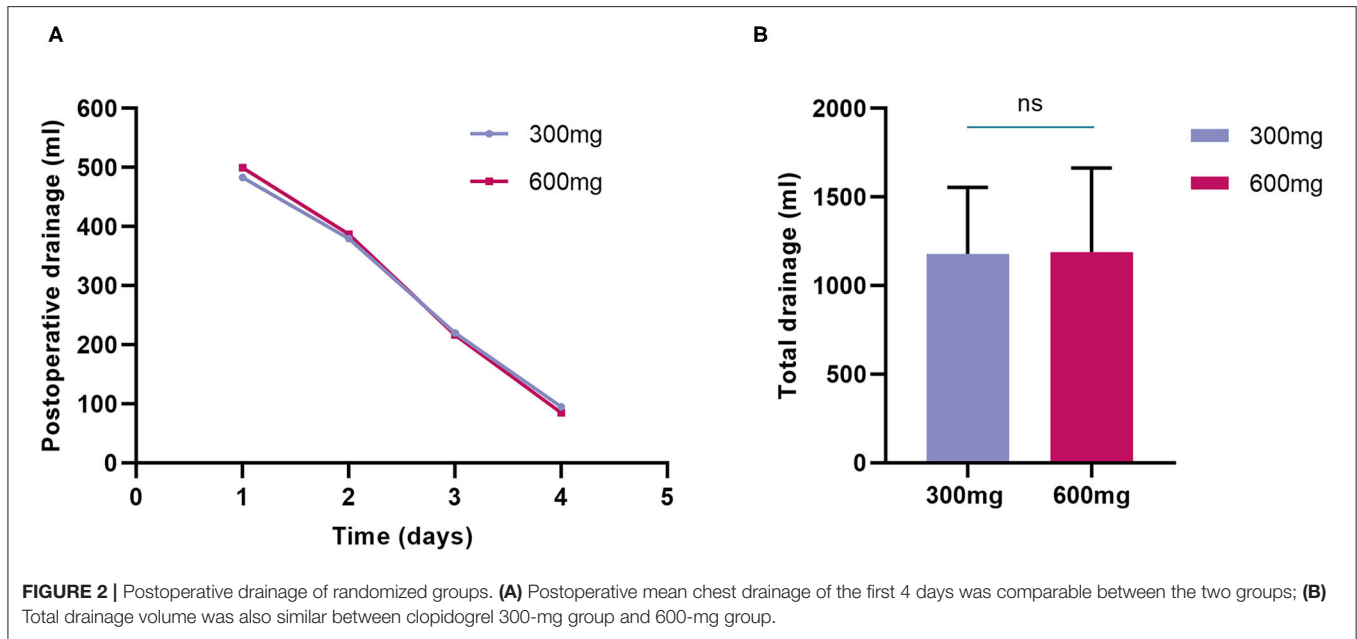 A
B
600
500
400
300
200
100
0
Postoperative drainage (ml)
300mg
600mg
0 1 2 3 4 5
Time (days)
2000
1500
1000
500
0
Total drainage (ml)
ns
300mg
600mg
300mg 600mg
FIGURE 2 | Postoperative drainage of randomized groups. (A) Postoperative mean chest drainage of the first 4 days was comparable between the two groups; (B)
Total drainage volume was also similar between clopidogrel 300-mg group and 600-mg group.